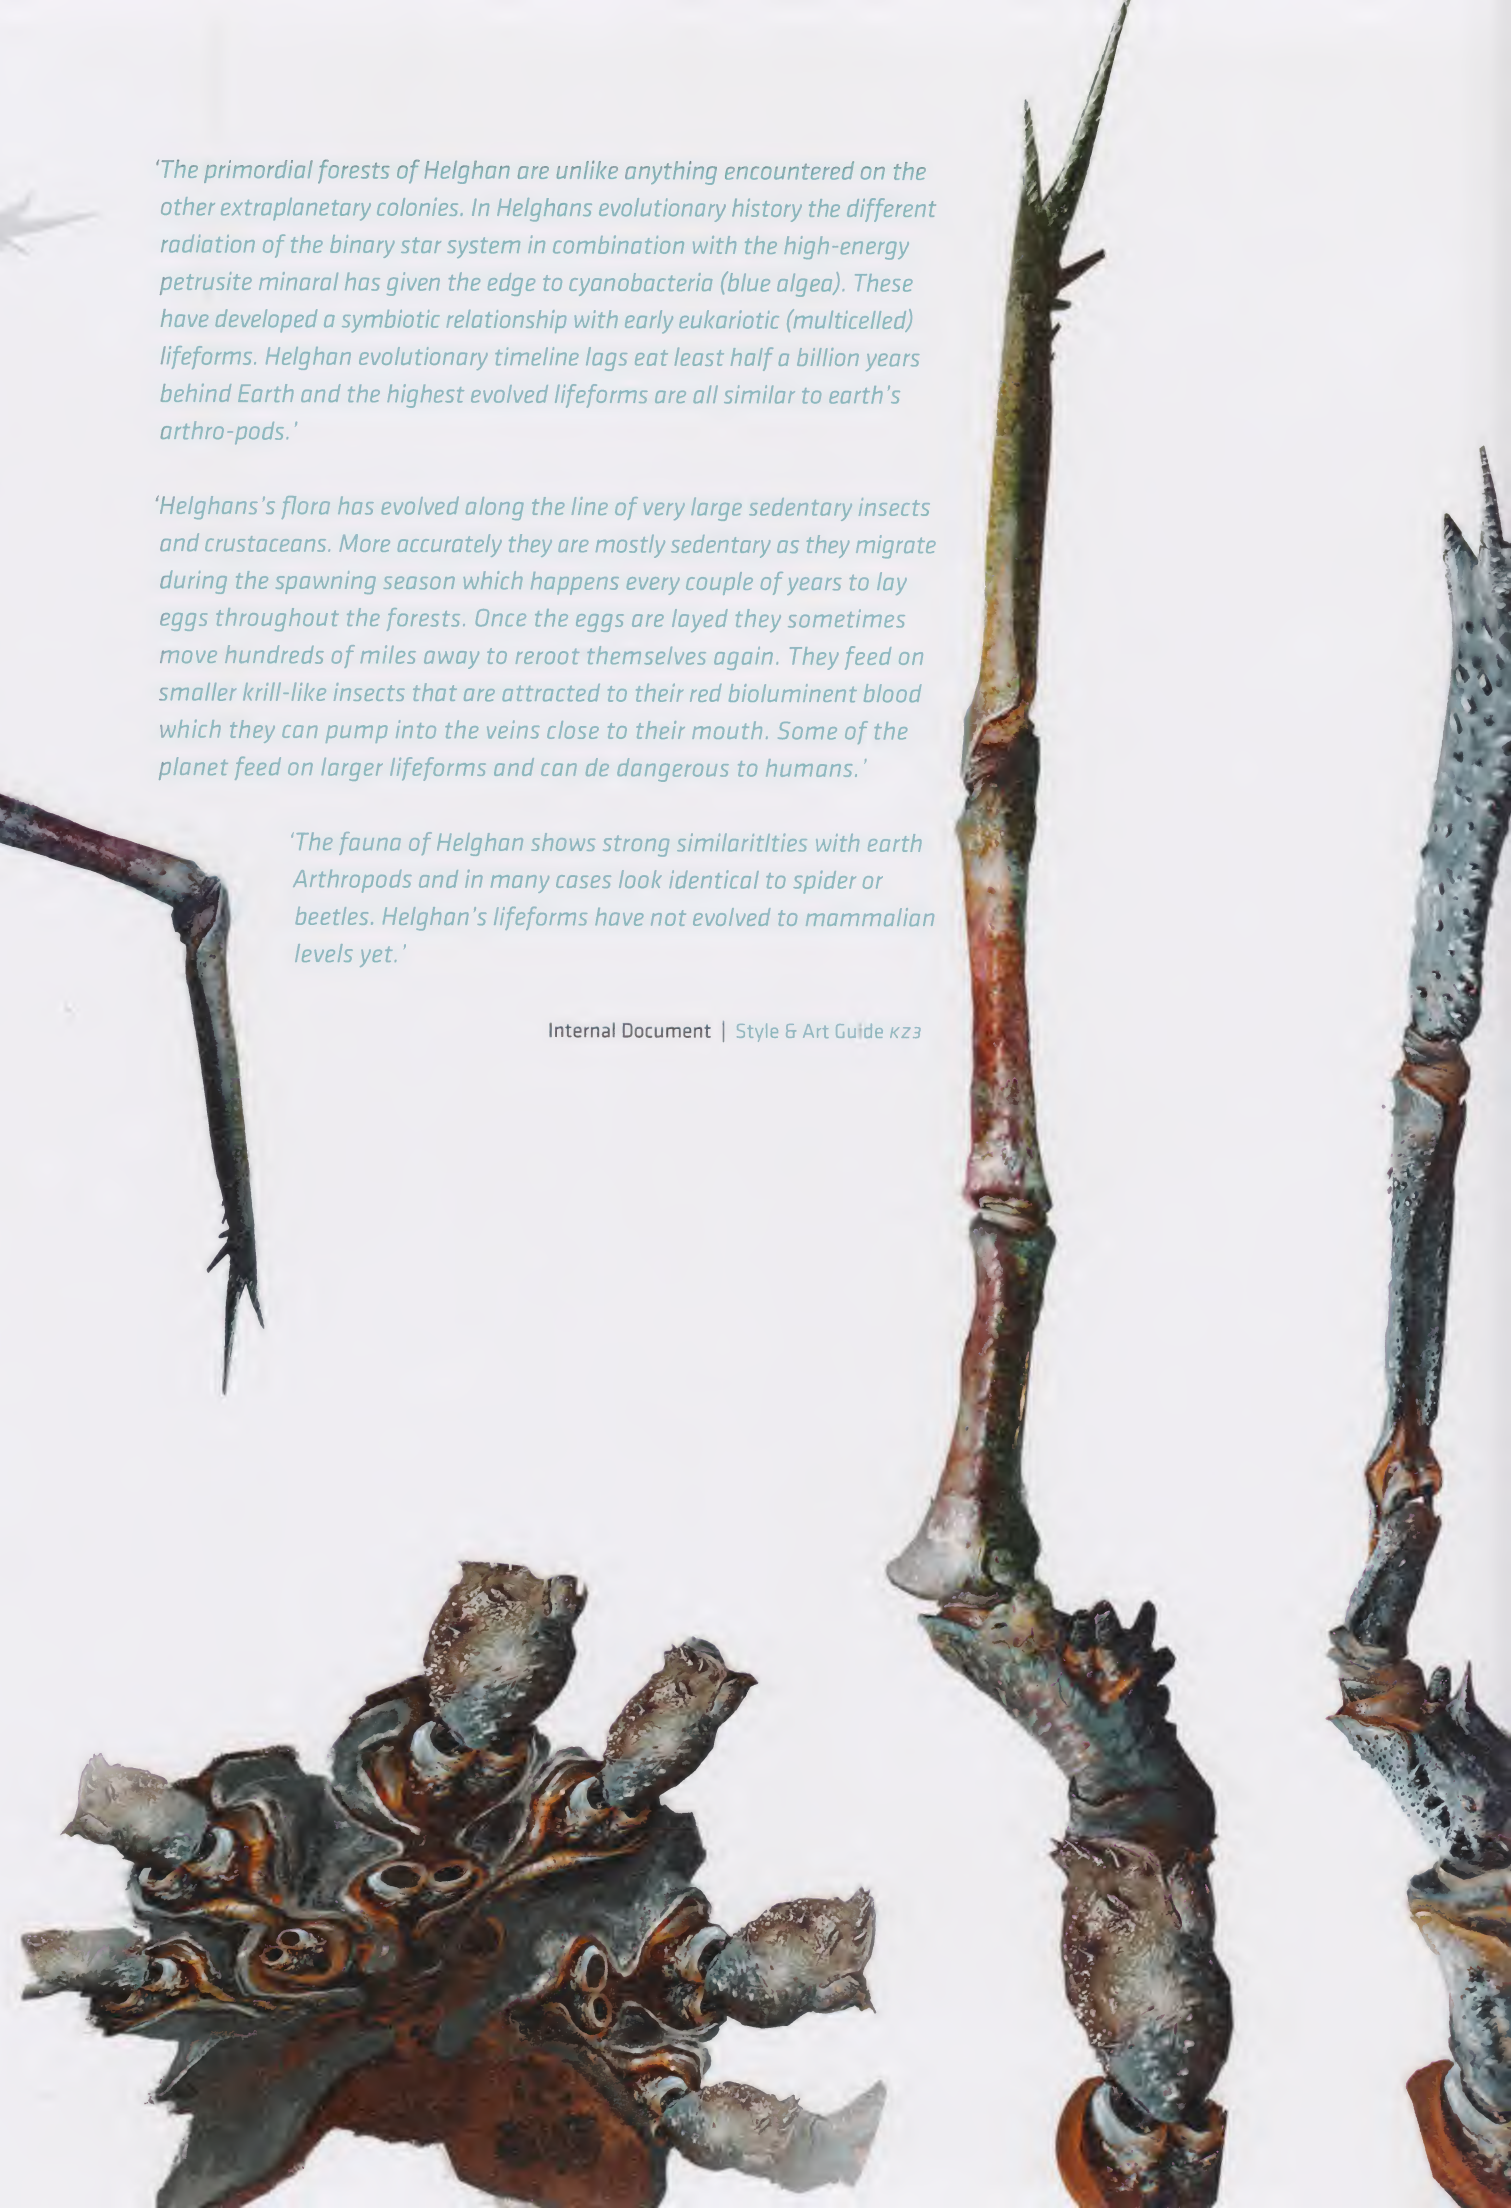 ‘The primordial forests of Helghan are unlike anything encountered on the
other extraplanetary colonies. In Helghans evolutionary history the different
radiation of the binary star system in combination with the high-energy
petrusite minaral has given the edge to cyanobacteria (blue algea). These
have developed a symbiotic relationship with early eukariotic (multicelled)
lifeforms. Helghan evolutionary timeline lags eat least half a billion years
behind Earth and the highest evolved lifeforms are all similar to earth's
arthro-pods.’
‘Helghans's flora has evolved along the line of very large sedentary insects
and crustaceans. More accurately they are mostly sedentary as they migrate
during the spawning season which happens every couple of years to lay
eggs throughout the forests. Once the eggs are layed they sometimes
move hundreds of miles away to reroot themselves again. They feed on
smaller krill-like insects that are attracted to their red bioluminent blood
which they can pump into the veins close to their mouth. Some of the
planet feed on larger lifeforms and can de dangerous to humans.’
‘The fauna of Helghan shows strong similaritlties with earth
Arthropods and in many cases look identical to spider or
beetles. Helghan's lifeforms have not evolved to mammalian
levels yet.’
Internal Document | Style & Art Guide KZ3